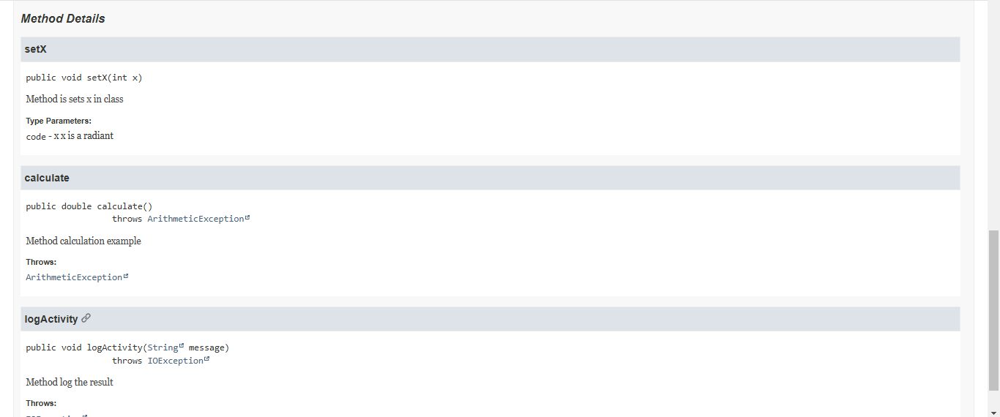 Method Details
setX
public void setX(int x)
Method is sets x in class
Type Parameters:
code - x x is a radiant
calculate
public double calculate()
throws ArithmeticException
Method calculation example
Throws:
ArithmeticException
logActivity
public void logActivity(String message)
throws IOException
Method log the result
Throws: